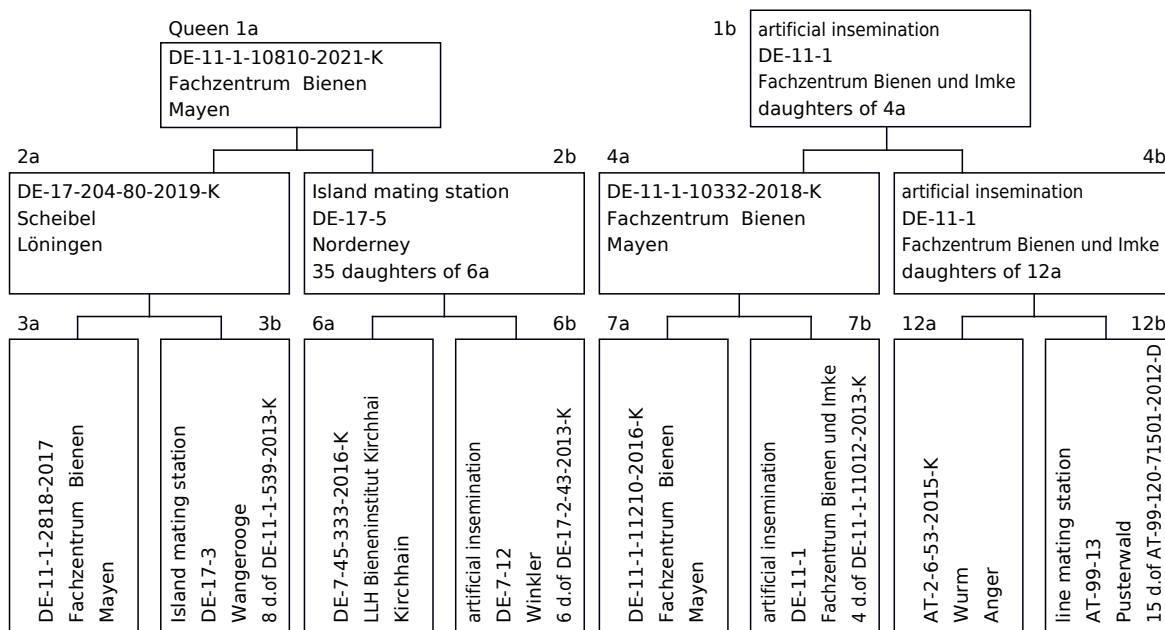 Queen 1a
DE-11-1-10810-2021-K
Fachzentrum Bienen
Mayen
1b
artificial insemination
DE-11-1
Fachzentrum Bienen und Imke
daughters of 4a
2a
DE-17-204-80-2019-K
Scheibel
Löningen
2b
Island mating station
DE-17-5
Norderney
35 daughters of 6a
4a
DE-11-1-10332-2018-K
Fachzentrum Bienen
Mayen
4b
artificial insemination
DE-11-1
Fachzentrum Bienen und Imke
daughters of 12a
3a
DE-11-1-2818-2017
Fachzentrum Bienen
Mayen
3b
Island mating station
DE-17-3
Wangerooge
8 d.of DE-11-1-539-2013-K
6a
DE-7-45-333-2016-K
LLH Bieneninstitut Kirchhai
Kirchhain
6b
artificial insemination
DE-7-12
Winkler
6 d.of DE-17-2-43-2013-K
7a
DE-11-1-11210-2016-K
Fachzentrum Bienen
Mayen
7b
artificial insemination
DE-11-1
Fachzentrum Bienen und Imke
4 d.of DE-11-1-11012-2013-K
12a
AT-2-6-53-2015-K
Wurm
Anger
12b
line mating station
AT-99-13
Pusterwald
15 d.of AT-99-120-71501-2012-D